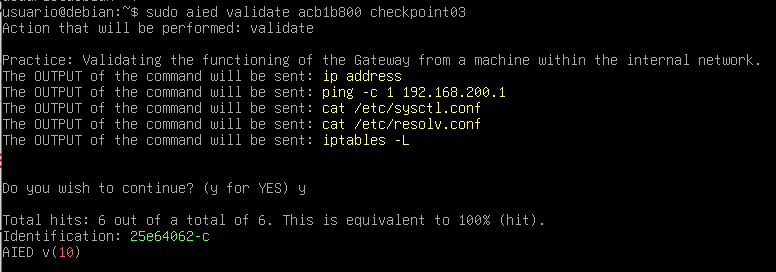 usuario@debian:~$ sudo aied validate acb1b800 checkpoint03
Action that will be performed: validate
Practice: Validating the functioning of the Gateway from a machine within the internal network.
The OUTPUT of the command will be sent: ip address
The OUTPUT of the command will be sent: ping -c 1 192.168.200.1
The OUTPUT of the command will be sent: cat /etc/sysctl.conf
The OUTPUT of the command will be sent: cat /etc/resolv.conf
The OUTPUT of the command will be sent: iptables -L
Do you wish to continue? (y for YES) y
Total hits: 6 out of a total of 6. This is equivalent to 100% (hit).
Identification: 25e64062-c
AIED v(10)